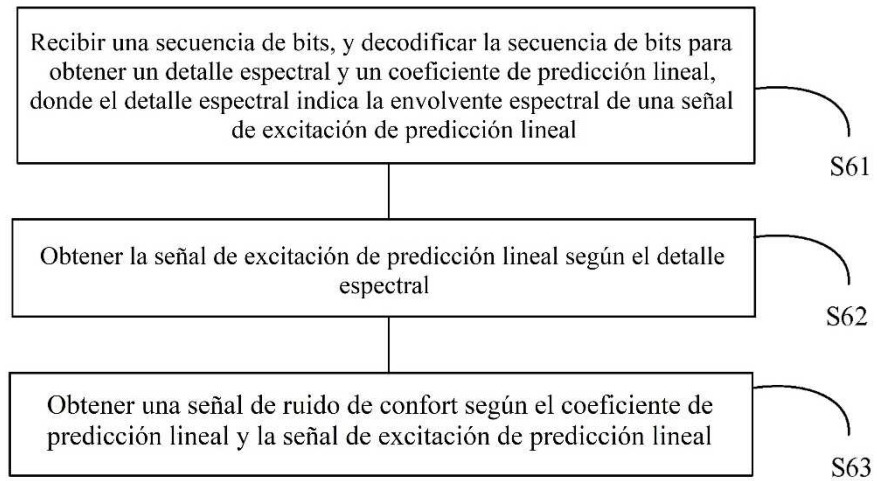 Recibir una secuencia de bits, y decodificar la secuencia de bits para
obtener un detalle espectral y un coeficiente de predicción lineal,
donde el detalle espectral indica la envolvente espectral de una señal
de excitación de predicción lineal
S61
Obtener la señal de excitación de predicción lineal según el detalle
espectral
S62
Obtener una señal de ruido de confort según el coeficiente de
predicción lineal y la señal de excitación de predicción lineal
S63